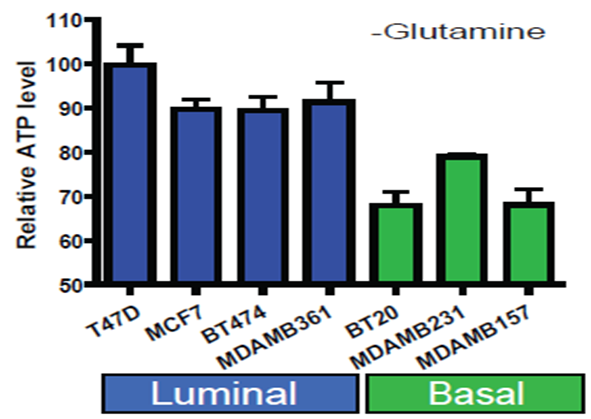 110
-Glutamine
100
90
80
70
60
50
Relative ATP level
T47D
MCF7
BT474
MDAMB361
BT20
MDAMB231
MDAMB157
Luminal
Basal